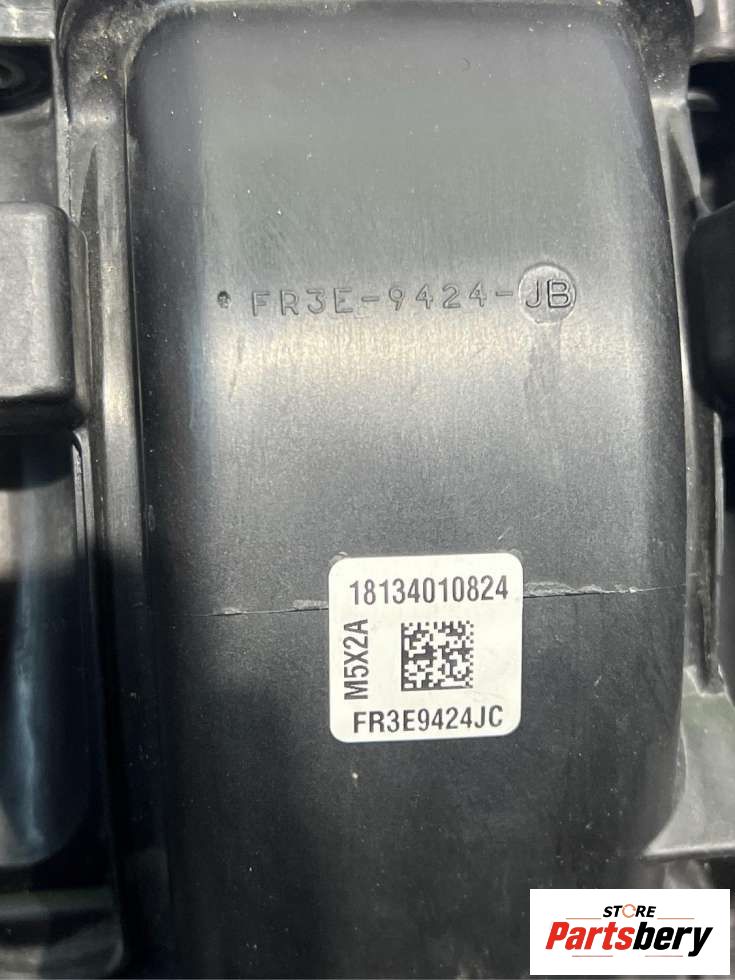 FR3E-9424-JB
18134010824
M5X2A
FR3E9424JC
STORE
Partsbery